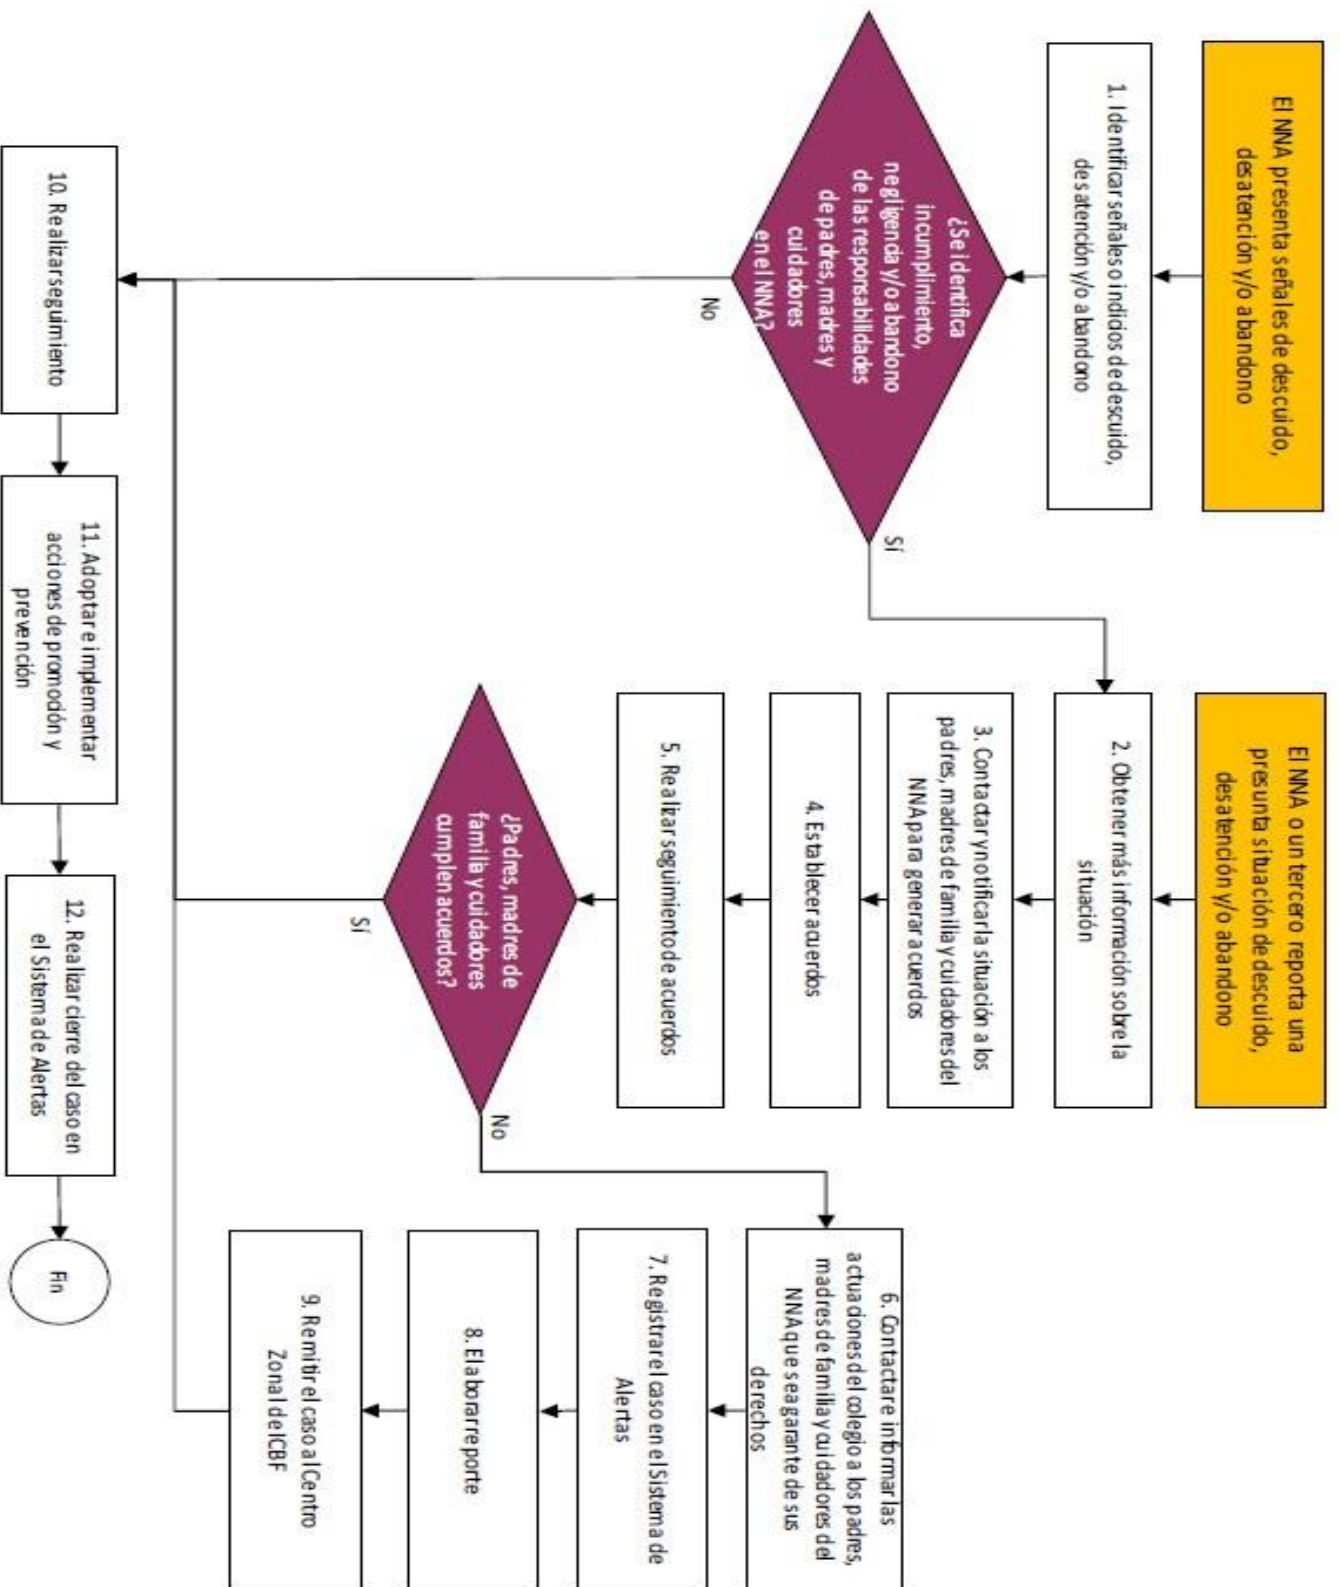 El NNA presenta señales de descuido,
desatención y/o abandono
1. Identificar señales o indicios de descuido,
desatención y/o abandono
¿Se identifica
incumplimiento,
negligencia y/o abandono
de las responsabilidades
de padres, madres y
cuidadores
en el NNA?
No
Sí
El NNA o un tercero reporta una
presunta situación de descuido,
desatención y/o abandono
2. Obtener más información sobre la
situación
3. Contactar y notificar la situación a los
padres, madres de familia y cuidadores del
NNA para generar acuerdos
4. Establecer acuerdos
5. Realizar seguimiento de acuerdos
¿Padres, madres de
familia y cuidadores
cumplen acuerdos?
Sí
No
6. Contactar e informar las
actuaciones del colegio a los padres,
madres de familia y cuidadores del
NNA que sea garante de sus
derechos
7. Registrar el caso en el Sistema de
Alertas
8. Elaborar reporte
9. Remitir el caso al Centro
Zonal de ICBF
10. Realizar seguimiento
11. Adoptar e implementar
acciones de promoción y
prevención
12. Realizar cierre del caso en
el Sistema de Alertas
Fin